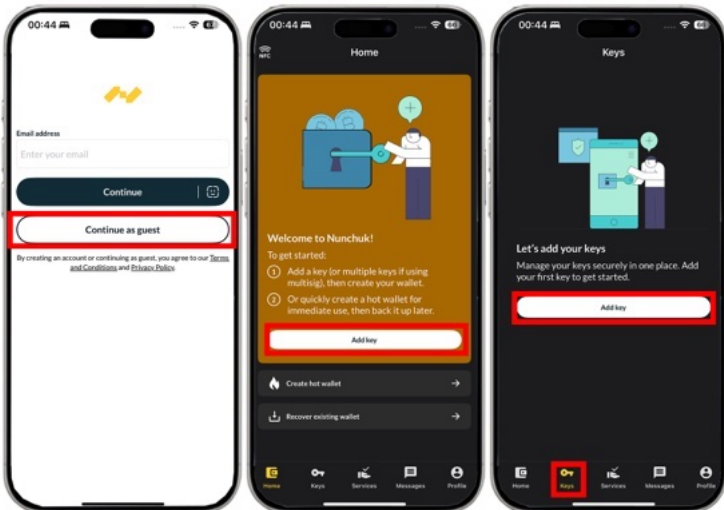 00:44
Email address
Enter your email
Continue
Continue as guest
By creating an account or continuing as guest, you agree to our Terms
and Conditions and Privacy Policy.
00:44
NFC
Home
Welcome to Nunchuk!
To get started:
1 Add a key (or multiple keys if using
multisig), then create your wallet.
2 Or quickly create a hot wallet for
immediate use, then back it up later.
Add key
Create hot wallet
Recover existing wallet
Home Keys Services Messages Profile
00:44
Keys
Let's add your keys
Manage your keys securely in one place. Add
your first key to get started.
Add key
Home Keys Services Messages Profile